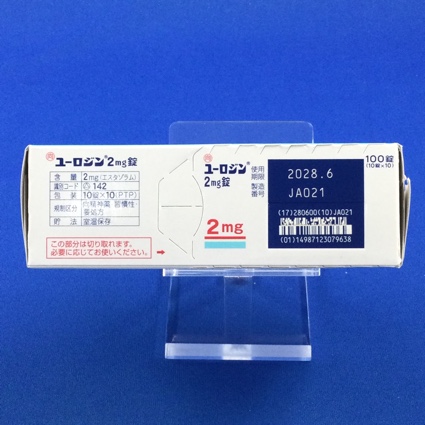 ユーロジン2mg錠
含 量 2mg(エスタゾラム)
識別コード 142
包 装 10錠×10(PTP)
規制区分 向精神薬 習慣性・
処方
貯 法 室温保存
この部分は切り取れます。
必要に応じてお使いください。
ユーロジン®
2mg錠
2mg
使用
期限
2028.6
製造
番号
JA021
(17)280600(10)JA021
(01)14987123079638
100錠
(10錠×10)